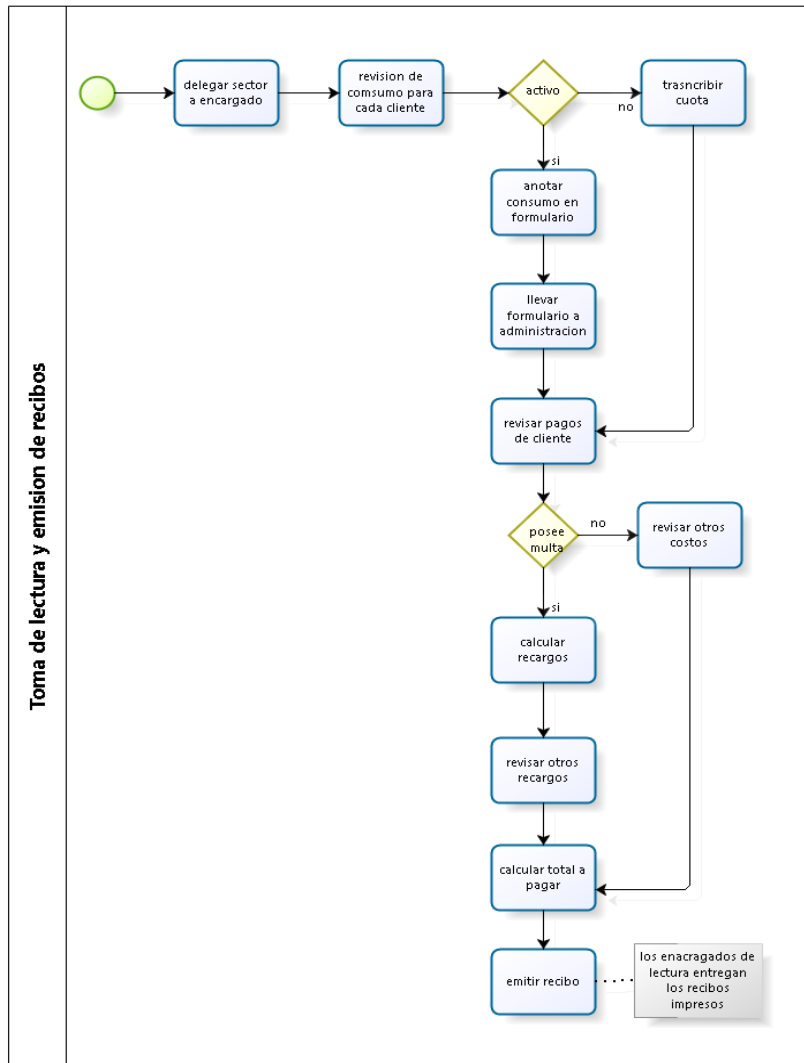 Toma de lectura y emision de recibos
delegar sector
a encargado
revision de
comsumo para
cada cliente
activo
no
trasncribir
cuota
si
anotar
consumo en
formulario
llevar
formulario a
administracion
revisar pagos
de cliente
posee
multa
no
revisar otros
costos
si
calcular
recargos
revisar otros
recargos
calcular total a
pagar
emitir recibo
los enacragados de
lectura entregan
los recibos
impresos